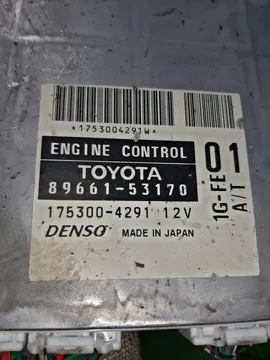 *1753004291W*
ENGINE CONTROL
TOYOTA
89661-53170
175300-4291 12V
DENSO MADE IN JAPAN
01
1G-FE
A/T